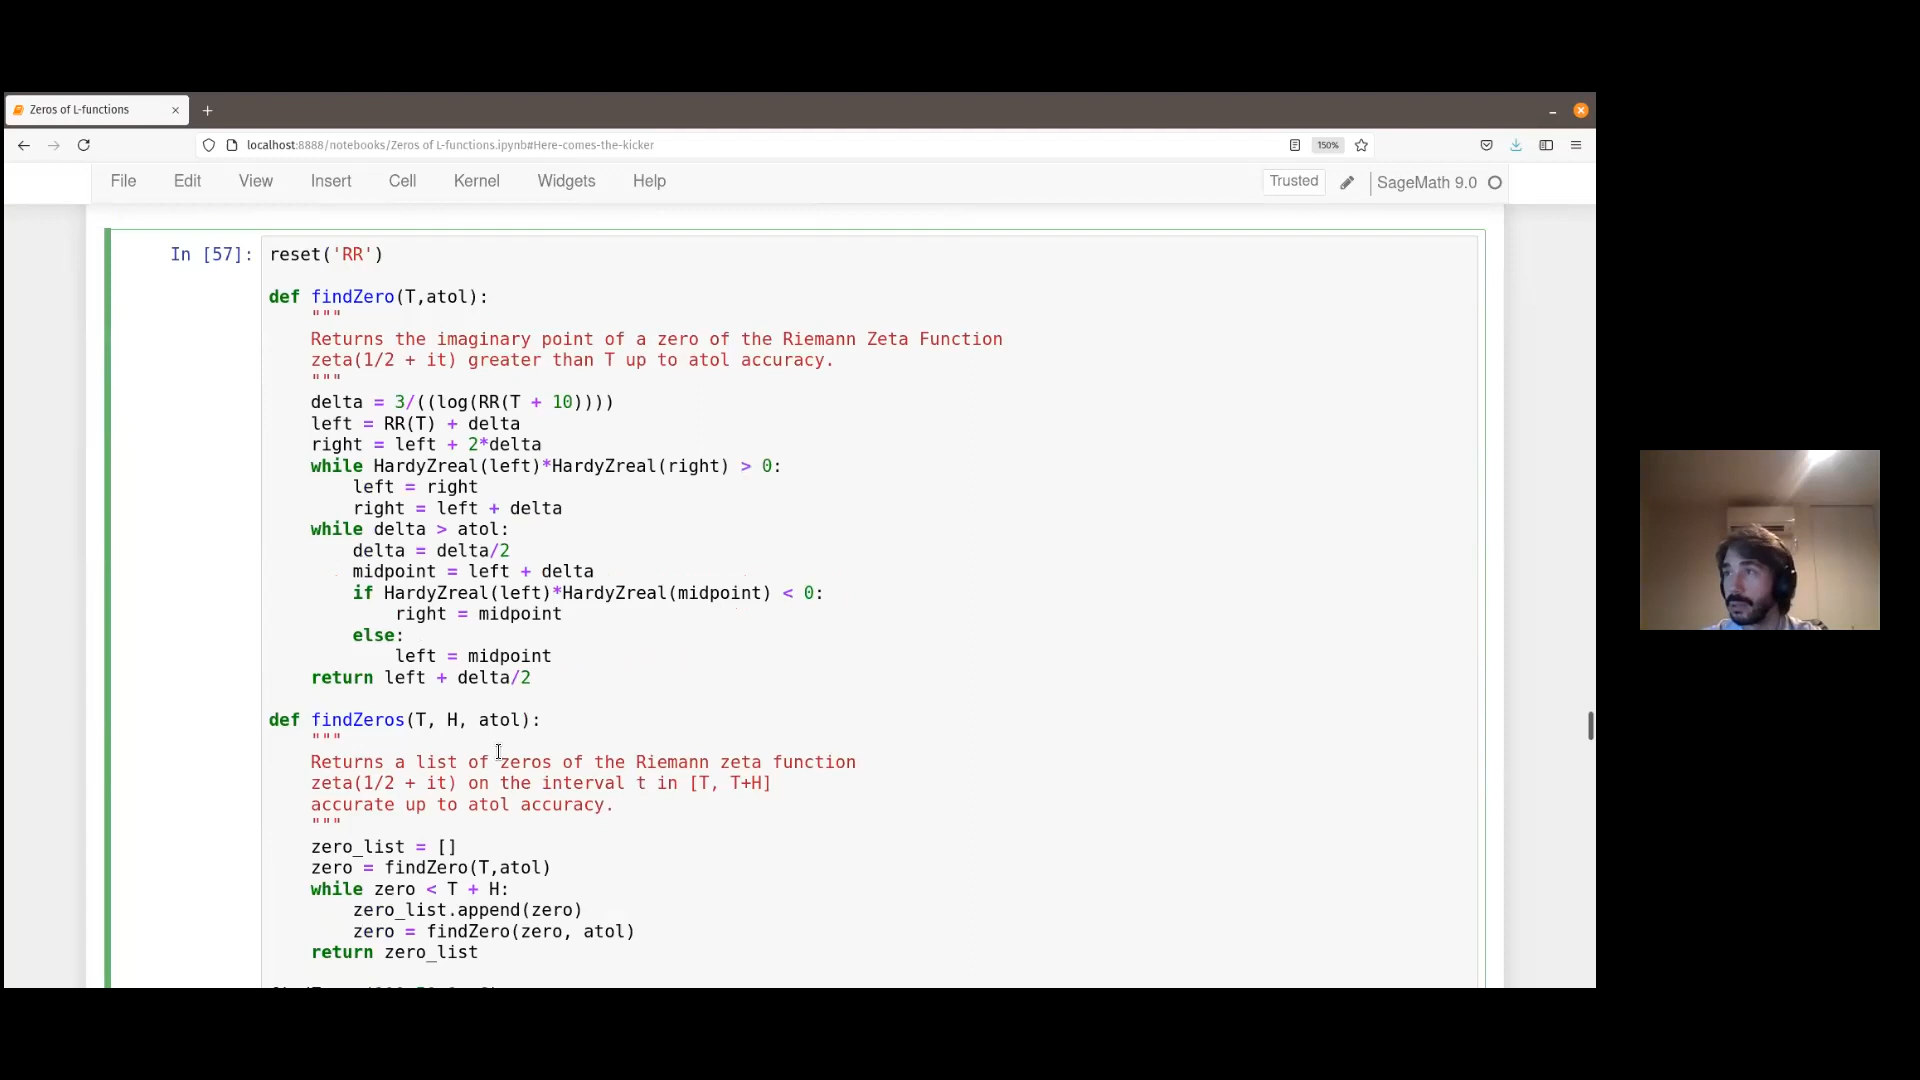 Zeros of L-functions
localhost:8888/notebooks/Zeros of L-functions.ipynb#Here-comes-the-kicker
150%
File Edit View Insert Cell Kernel Widgets Help
Trusted
SageMath 9.0
In [57]:
reset('RR')
def findZero(T,atol):
    """
    Returns the imaginary point of a zero of the Riemann Zeta Function
    zeta(1/2 + it) greater than T up to atol accuracy.
    """
    delta = 3/((log(RR(T + 10))))
    left = RR(T) + delta
    right = left + 2*delta
    while HardyZreal(left)*HardyZreal(right) > 0:
        left = right
        right = left + delta
    while delta > atol:
        delta = delta/2
        midpoint = left + delta
        if HardyZreal(left)*HardyZreal(midpoint) < 0:
            right = midpoint
        else:
            left = midpoint
    return left + delta/2
def findZeros(T, H, atol):
    """
    Returns a list of zeros of the Riemann zeta function
    zeta(1/2 + it) on the interval t in [T, T+H]
    accurate up to atol accuracy.
    """
    zero_list = []
    zero = findZero(T,atol)
    while zero < T + H:
        zero_list.append(zero)
        zero = findZero(zero, atol)
    return zero_list